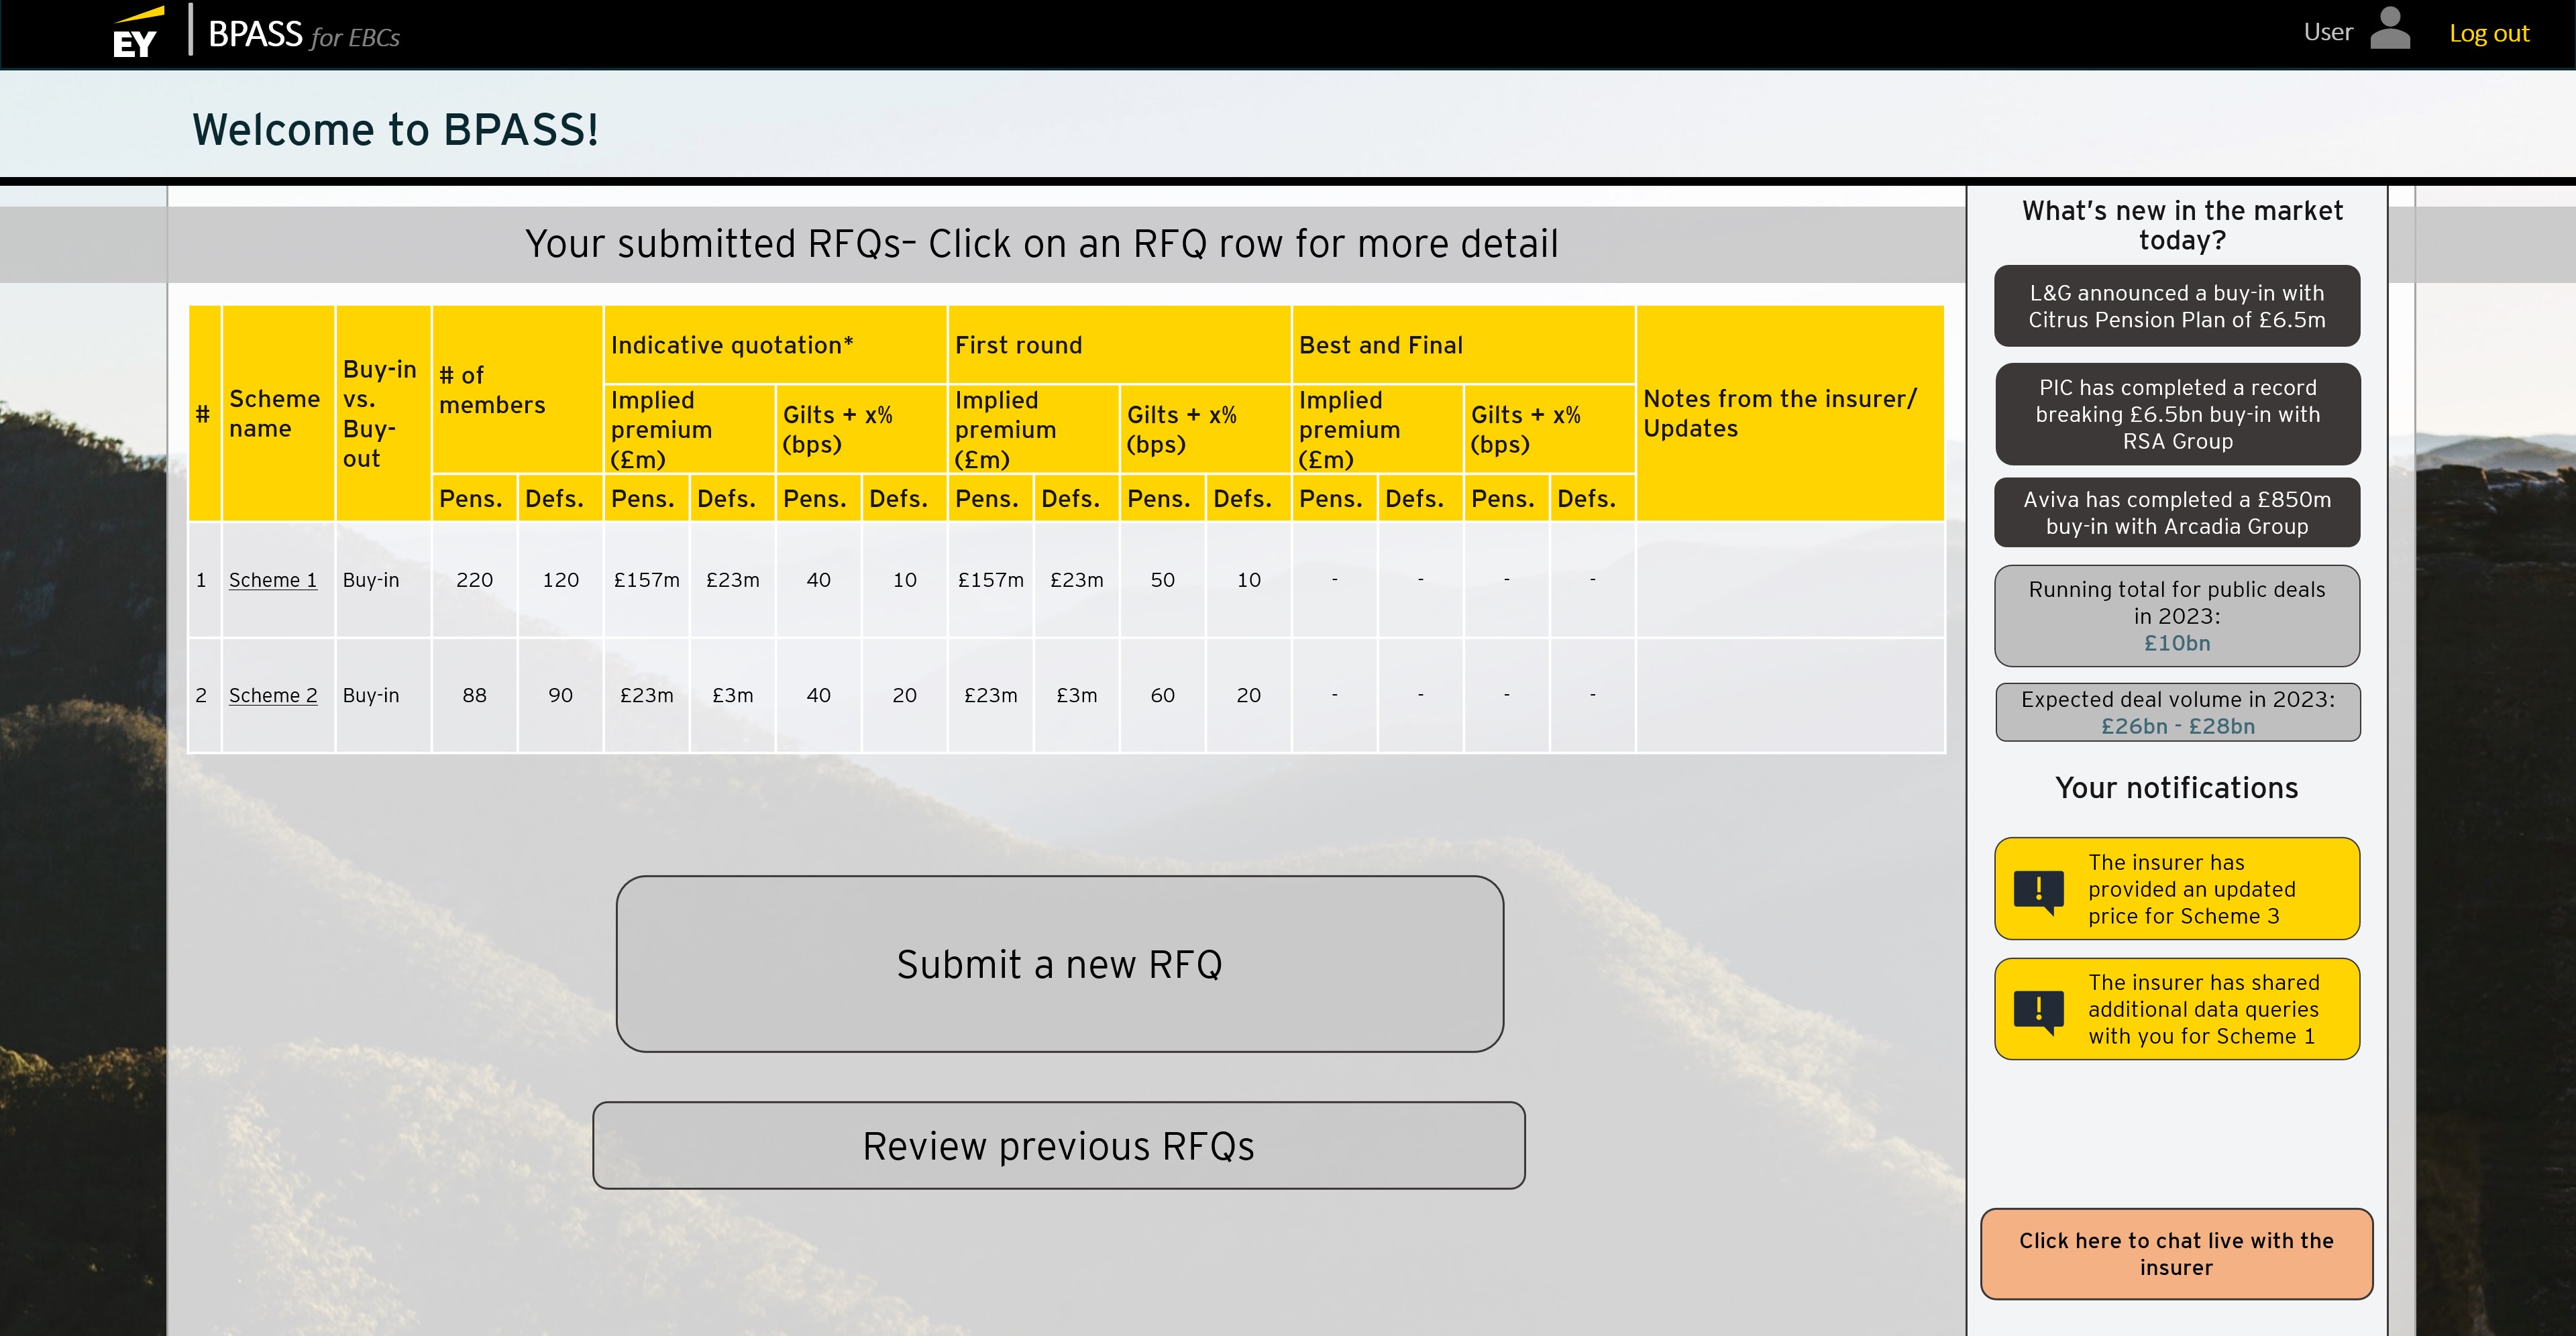 EY
BPASS for EBCs
User
Log out
Welcome to BPASS!
Your submitted RFQs– Click on an RFQ row for more detail
#
Scheme
name
Buy-in
vs.
Buy-
out
# of
members
Indicative quotation*
First round
Best and Final
Notes from the insurer/
Updates
Implied
premium
(£m)
Gilts + x%
(bps)
Implied
premium
(£m)
Gilts + x%
(bps)
Implied
premium
(£m)
Gilts + x%
(bps)
Pens. Defs. Pens. Defs. Pens. Defs. Pens. Defs. Pens. Defs. Pens. Defs. Pens. Defs.
1 Scheme 1 Buy-in 220 120 £157m £23m 40 10 £157m £23m 50 10 - - - -
2 Scheme 2 Buy-in 88 90 £23m £3m 40 20 £23m £3m 60 20 - - - -
Submit a new RFQ
Review previous RFQs
What's new in the market
today?
L&G announced a buy-in with
Citrus Pension Plan of £6.5m
PIC has completed a record
breaking £6.5bn buy-in with
RSA Group
Aviva has completed a £850m
buy-in with Arcadia Group
Running total for public deals
in 2023:
£10bn
Expected deal volume in 2023:
£26bn - £28bn
Your notifications
The insurer has
provided an updated
price for Scheme 3
The insurer has shared
additional data queries
with you for Scheme 1
Click here to chat live with the
insurer